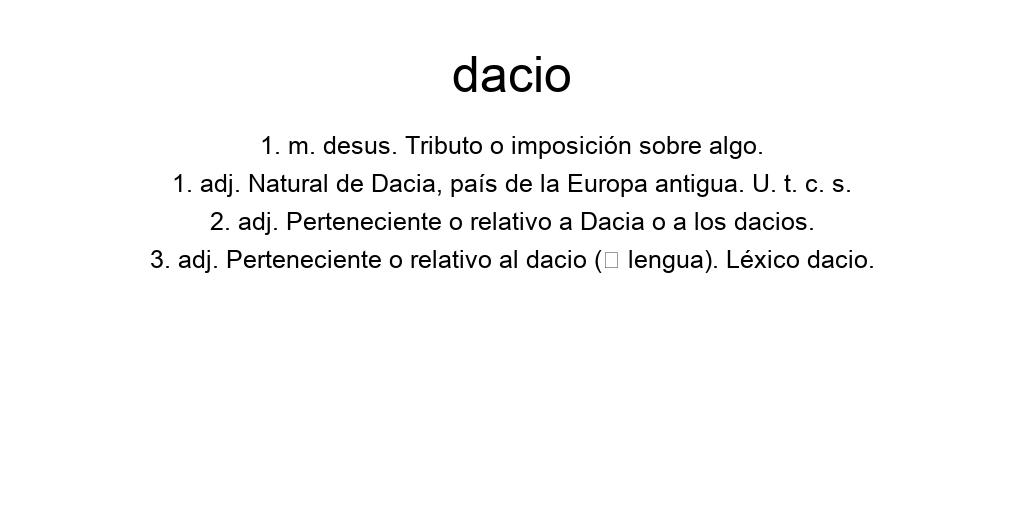 dacio
1. m. desus. Tributo o imposición sobre algo.
1. adj. Natural de Dacia, país de la Europa antigua. U. t. c. s.
2. adj. Perteneciente o relativo a Dacia o a los dacios.
3. adj. Perteneciente o relativo al dacio (□ lengua). Léxico dacio.